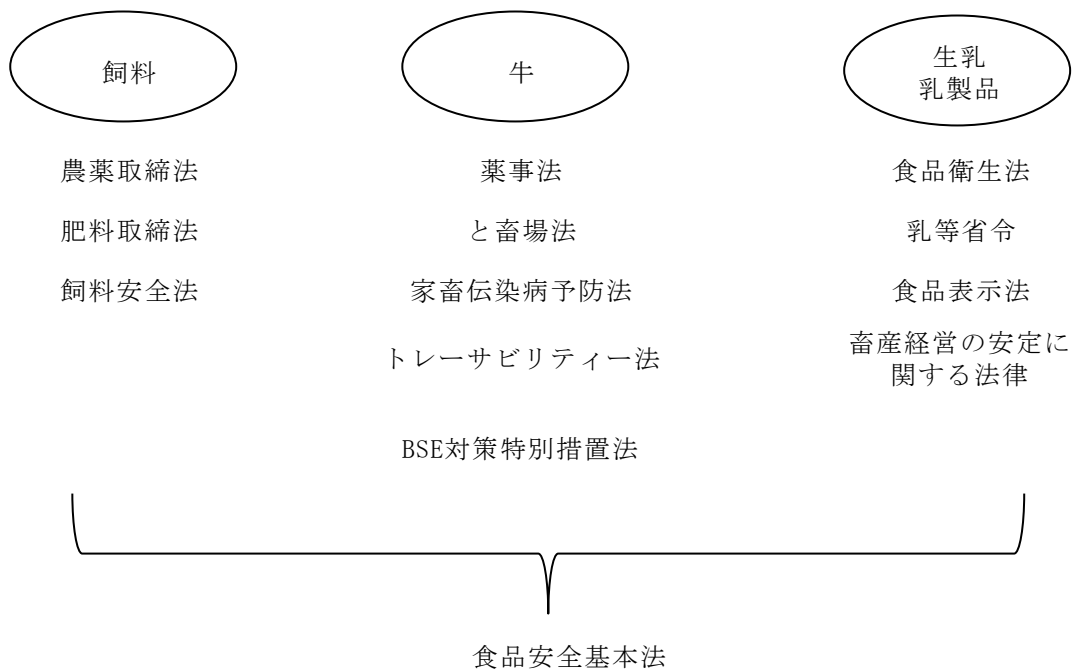 飼料
牛
生乳
乳製品
農薬取締法
薬事法
食品衛生法
肥料取締法
と畜場法
乳等省令
飼料安全法
家畜伝染病予防法
食品表示法
トレーサビリティー法
畜産経営の安定に
関する法律
BSE対策特別措置法
食品安全基本法